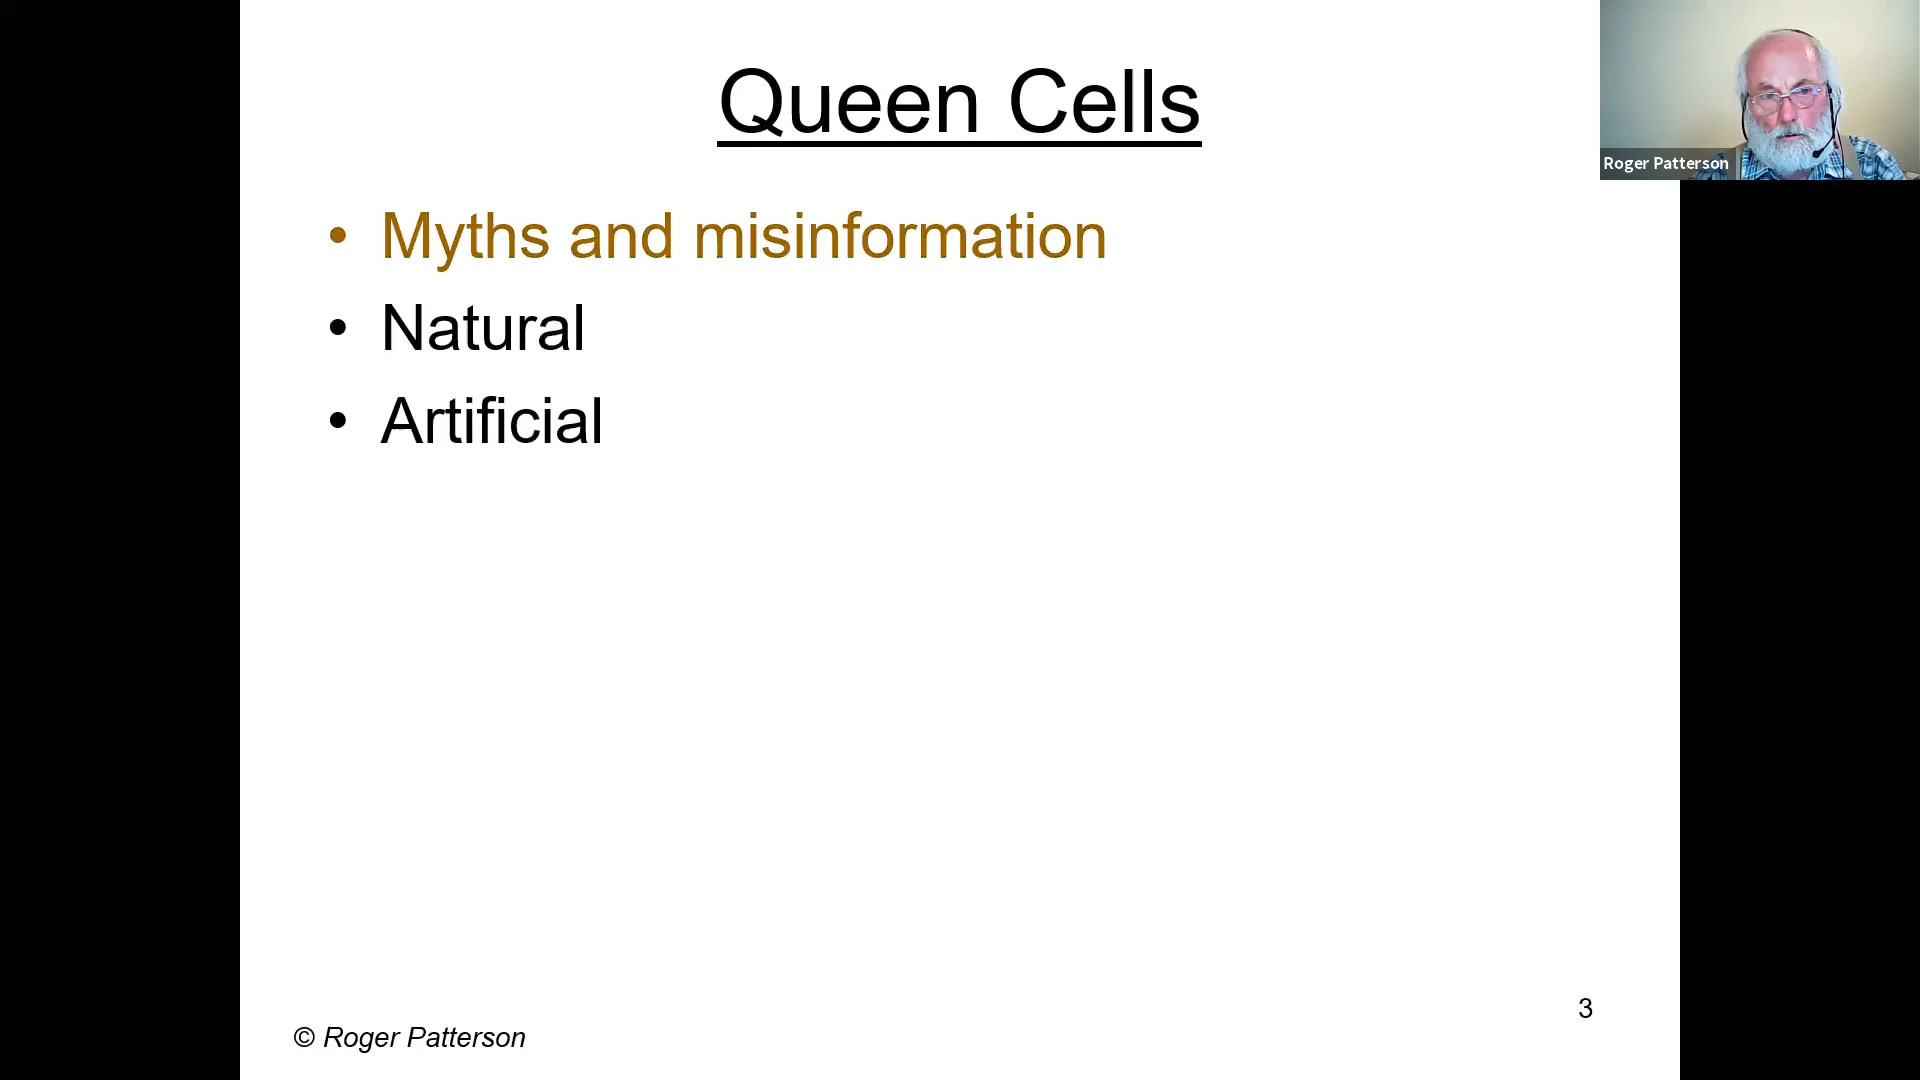 Queen Cells
• Myths and misinformation
• Natural
• Artificial
Roger Patterson
3
© Roger Patterson